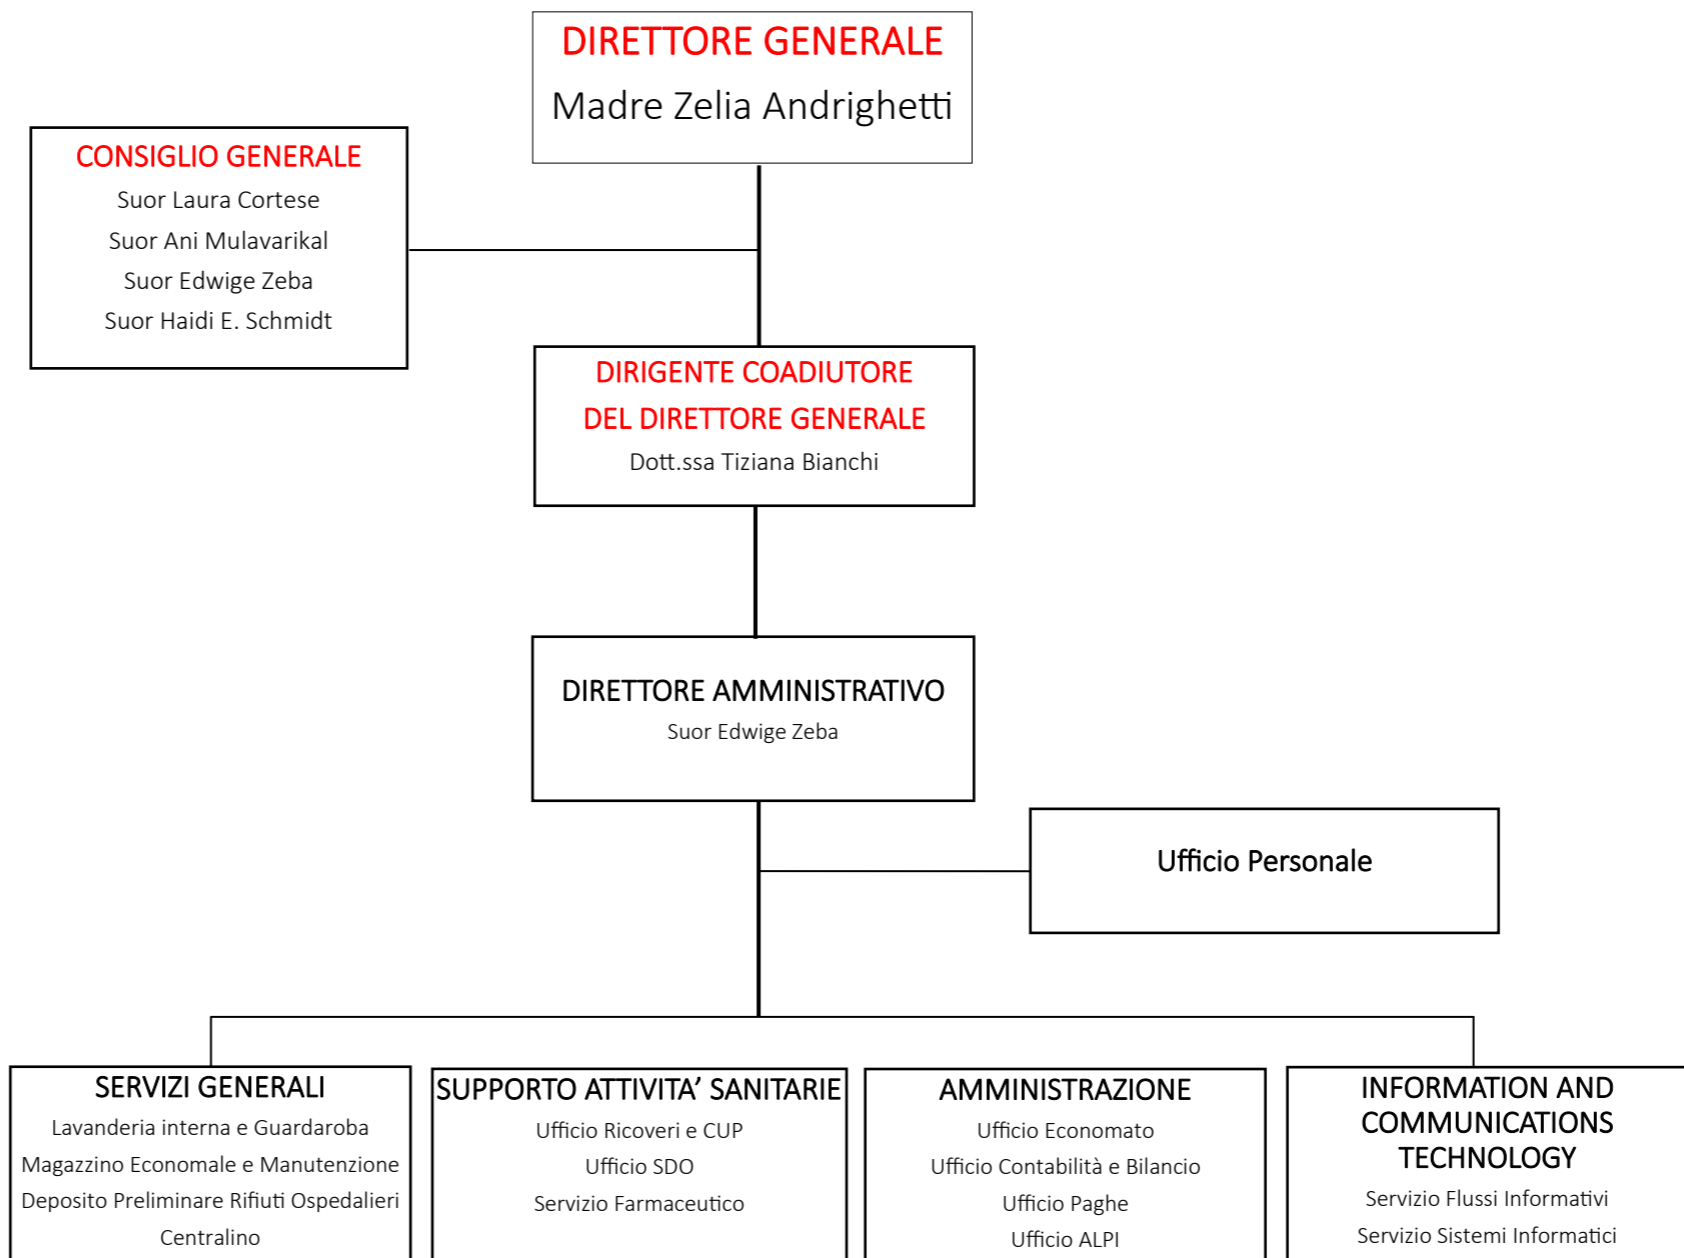 DIRETTORE GENERALE
Madre Zelia Andrighetti
CONSIGLIO GENERALE
Suor Laura Cortese
Suor Ani Mulavarikal
Suor Edwige Zeba
Suor Haidi E. Schmidt
DIRIGENTE COADIUTORE
DEL DIRETTORE GENERALE
Dott.ssa Tiziana Bianchi
DIRETTORE AMMINISTRATIVO
Suor Edwige Zeba
Ufficio Personale
SERVIZI GENERALI
Lavanderia interna e Guardaroba
Magazzino Economale e Manutenzione
Deposito Preliminare Rifiuti Ospedalieri
Centralino
SUPPORTO ATTIVITA’ SANITARIE
Ufficio Ricoveri e CUP
Ufficio SDO
Servizio Farmaceutico
AMMINISTRAZIONE
Ufficio Economato
Ufficio Contabilità e Bilancio
Ufficio Paghe
Ufficio ALPI
INFORMATION AND
COMMUNICATIONS
TECHNOLOGY
Servizio Flussi Informativi
Servizio Sistemi Informatici